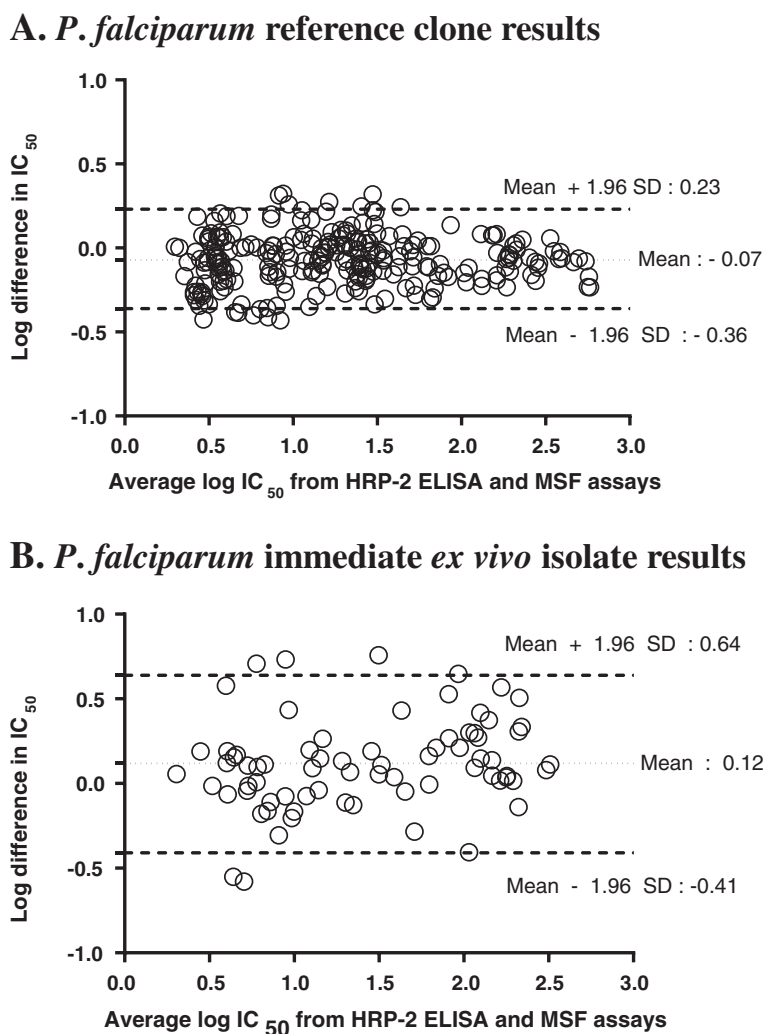 A. P. falciparum reference clone results
1.0
0.5
0.0
-0.5
-1.0
Log difference in IC50
Mean + 1.96 SD : 0.23
Mean : - 0.07
Mean - 1.96 SD : - 0.36
0.0 0.5 1.0 1.5 2.0 2.5 3.0
Average log IC50 from HRP-2 ELISA and MSF assays
B. P. falciparum immediate ex vivo isolate results
1.0
0.5
0.0
-0.5
-1.0
Log difference in IC50
Mean + 1.96 SD : 0.64
Mean : 0.12
Mean - 1.96 SD : -0.41
0.0 0.5 1.0 1.5 2.0 2.5 3.0
Average log IC 50 from HRP-2 ELISA and MSF assays